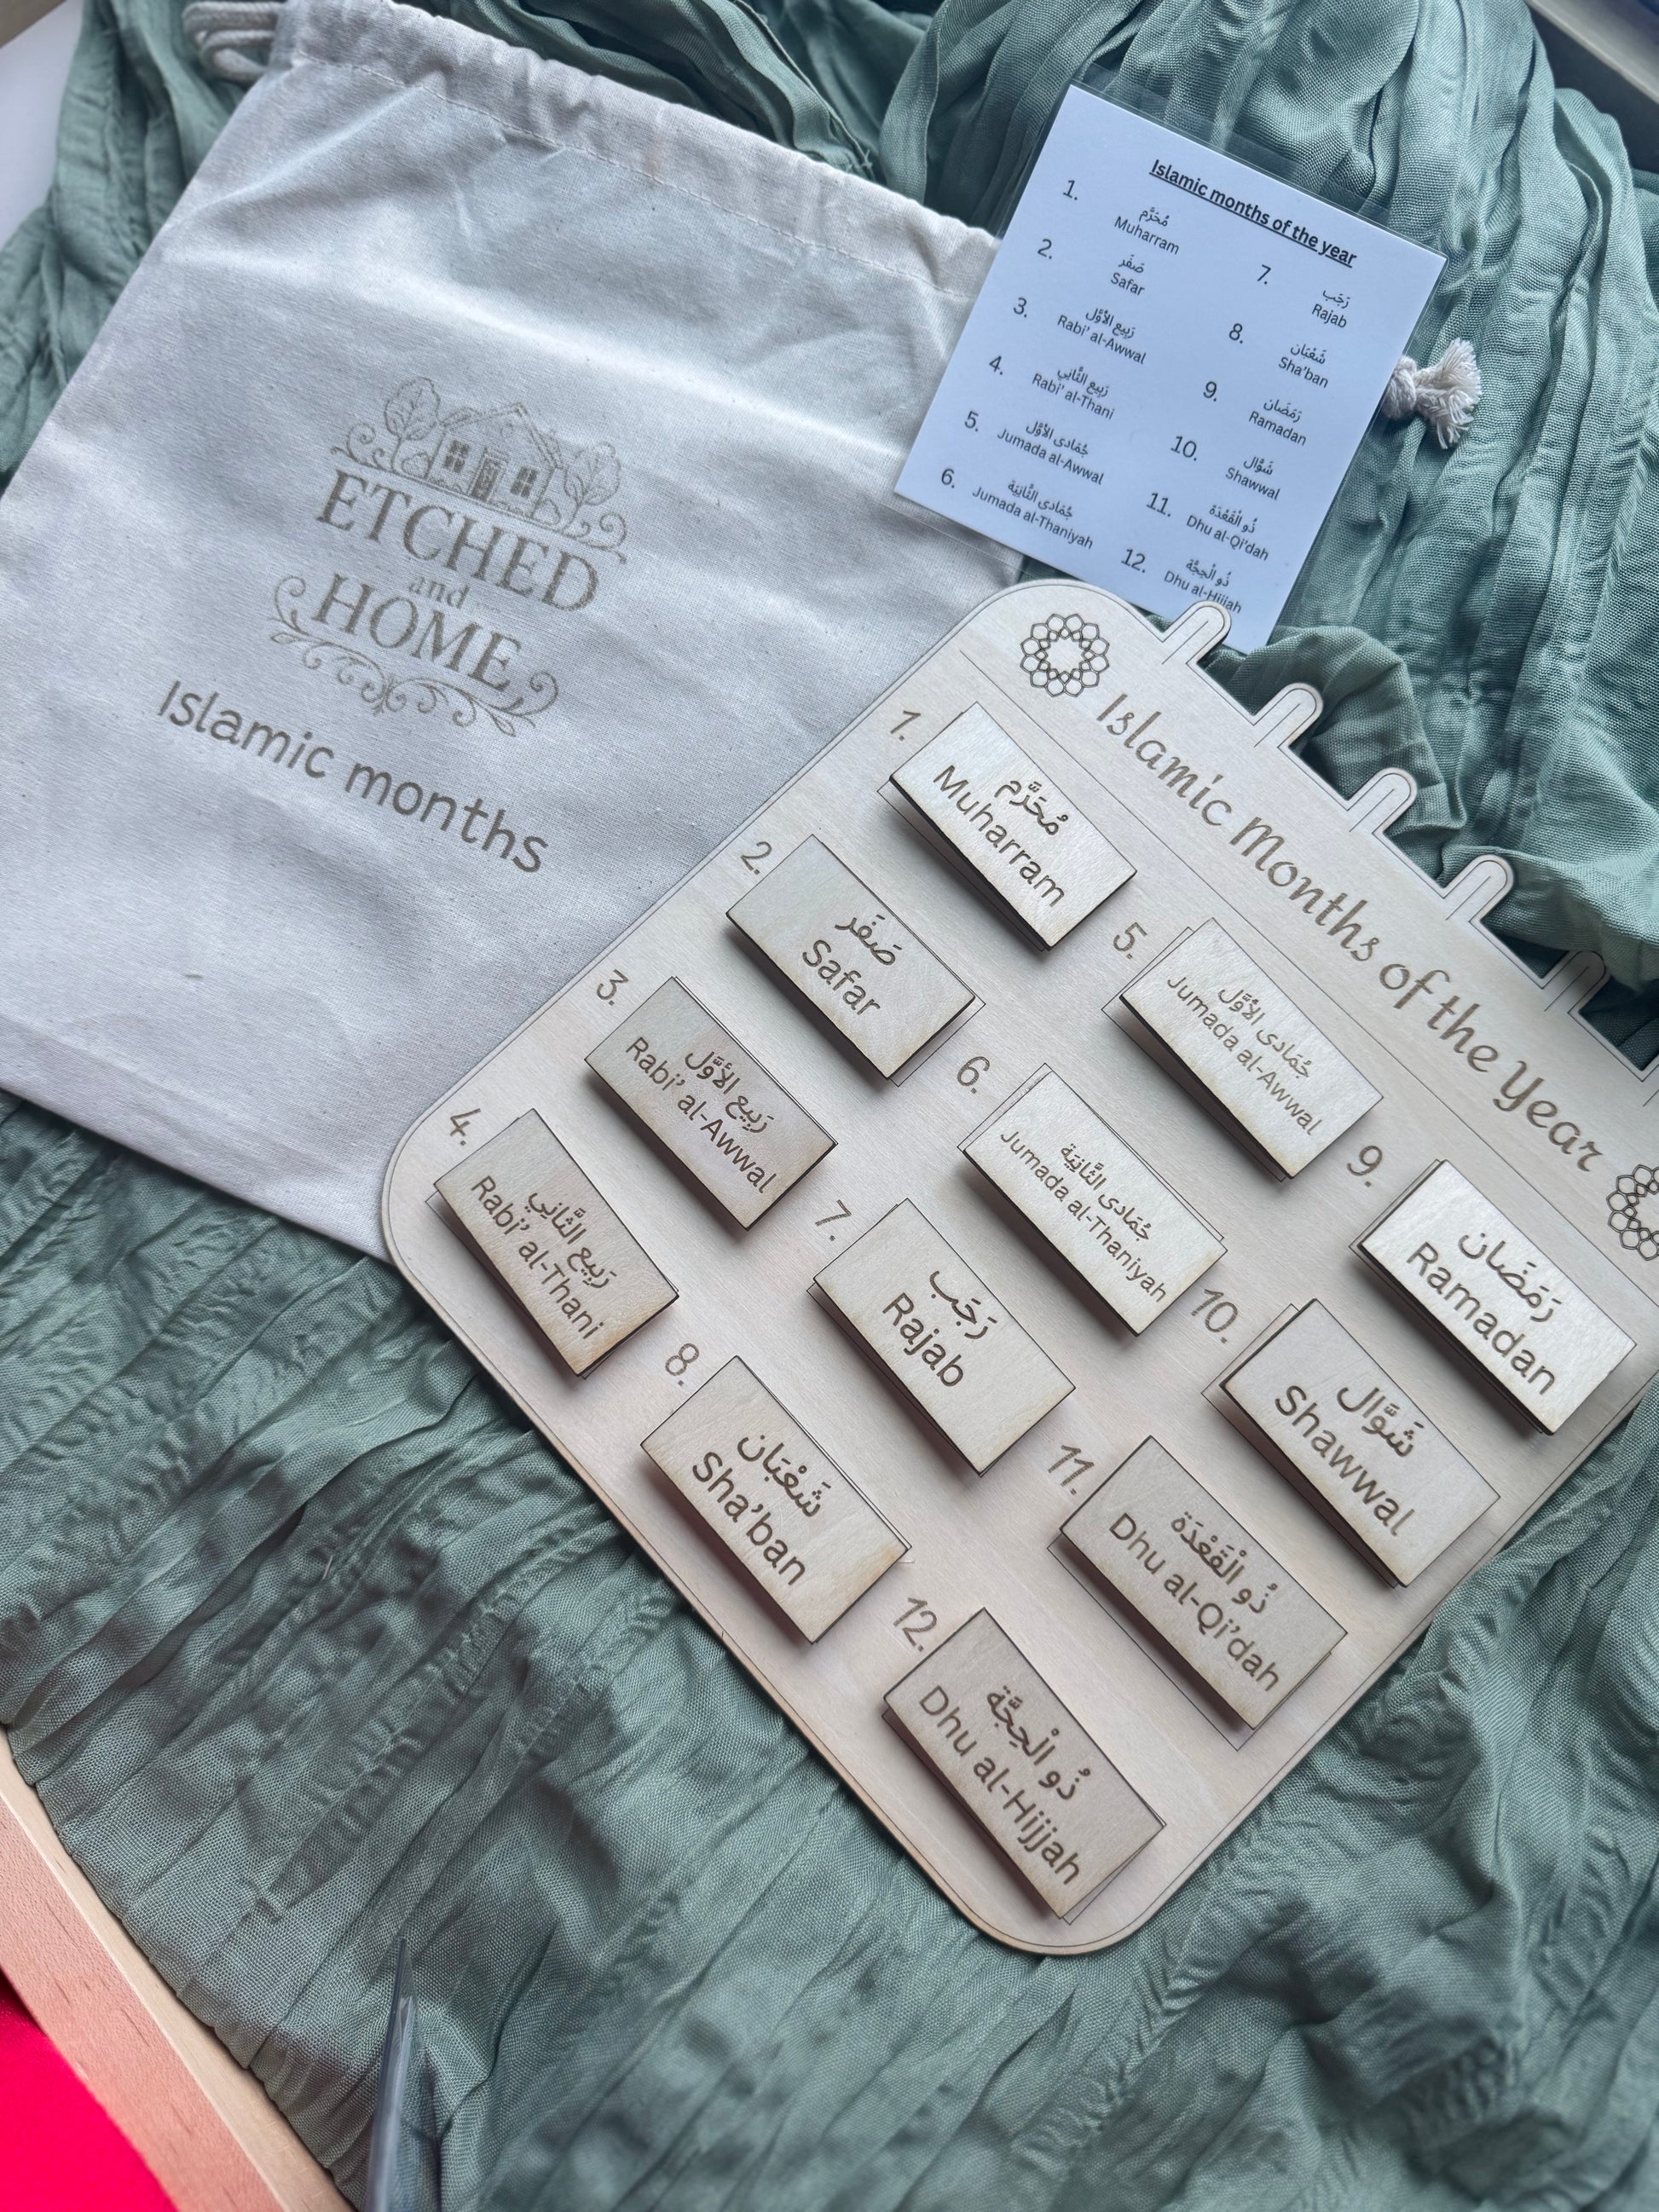 ETCHED
and
HOME
Islamic months
Islamic months of the year
1.
مُحَرَّم
Muharram
2.
صَفَر
Safar
3.
رَبِيع الأَوَّل
Rabi' al-Awwal
4.
رَبِيع الثَّانِي
Rabi' al-Thani
5.
جُمَادَى الأَوَّل
Jumada al-Awwal
6.
جُمَادَى الثَّانِيَة
Jumada al-Thaniyah
7.
رَجَب
Rajab
8.
شَعْبَان
Sha'ban
9.
رَمَضَان
Ramadan
10.
شَوَّال
Shawwal
11.
ذُو الْقَعْدَة
Dhu al-Qi'dah
12.
ذُو الْحِجَّة
Dhu al-Hijjah
Islamic Months of the Year
1.
مُحَرَّم
Muharram
2.
صَفَر
Safar
3.
رَبِيع الأَوَّل
Rabi' al-Awwal
4.
رَبِيع الثَّانِي
Rabi' al-Thani
5.
جُمَادَى الأَوَّل
Jumada al-Awwal
6.
جُمَادَى الثَّانِيَة
Jumada al-Thaniyah
7.
رَجَب
Rajab
8.
شَعْبَان
Sha'ban
9.
رَمَضَان
Ramadan
10.
شَوَّال
Shawwal
11.
ذُو الْقَعْدَة
Dhu al-Qi'dah
12.
ذُو الْحِجَّة
Dhu al-Hijjah